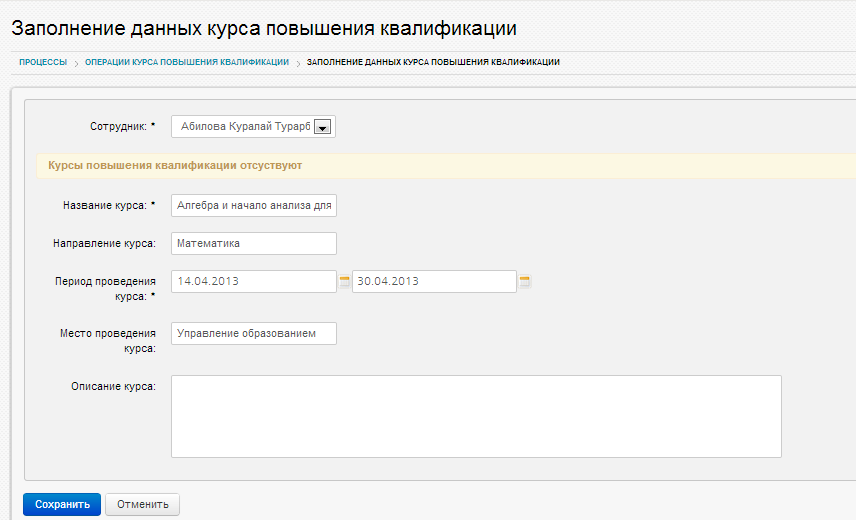 Заполнение данных курса повышения квалификации
ПРОЦЕССЫ > ОПЕРАЦИИ КУРСА ПОВЫШЕНИЯ КВАЛИФИКАЦИИ > ЗАПОЛНЕНИЕ ДАННЫХ КУРСА ПОВЫШЕНИЯ КВАЛИФИКАЦИИ
Сотрудник: * Абилова Куралай Турарб
Курсы повышения квалификации отсуствуют
Название курса: * Алгебра и начало анализа для
Направление курса: Математика
Период проведения 14.04.2013 30.04.2013
курса: *
Место проведения Управление образованием
курса:
Описание курса:
Сохранить Отменить